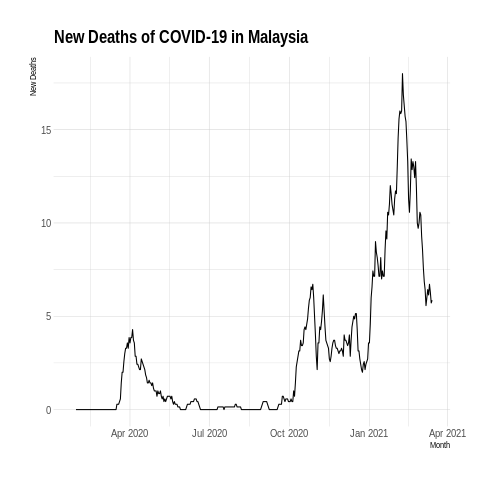 New Deaths of COVID-19 in Malaysia
New Deaths
15
10
5
0
Apr 2020 Jul 2020 Oct 2020 Jan 2021 Apr 2021
Month